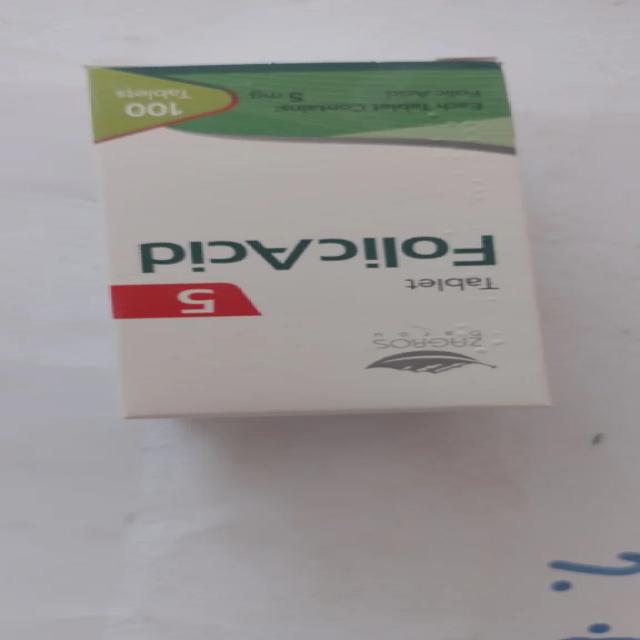 ZAGROS
Tablet
5
FolicAcid
Each Tablet Contains:
Folic Acid 5 mg
100
Tablets